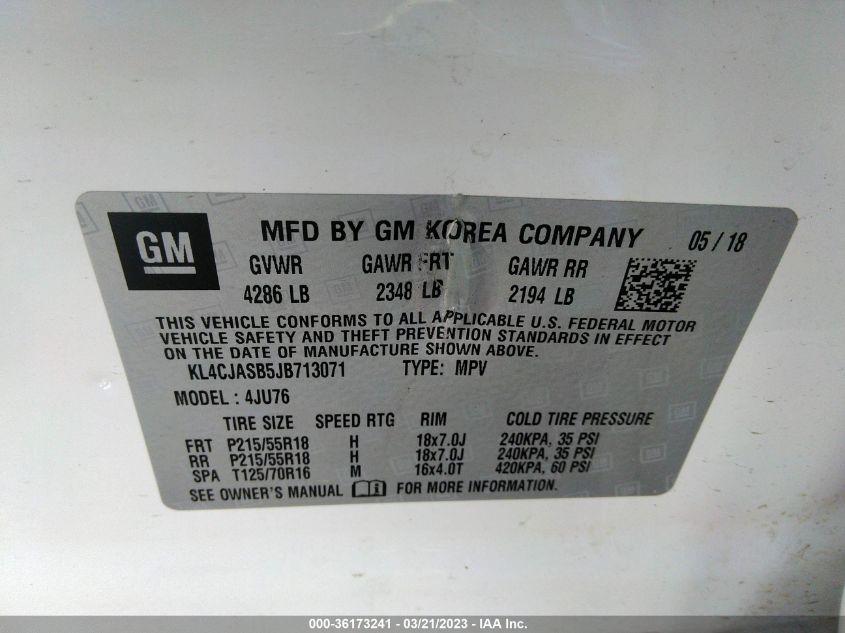 GM
MFD BY GM KOREA COMPANY 05 / 18
GVWR GAWR FRT GAWR RR
4286 LB 2348 LB 2194 LB
THIS VEHICLE CONFORMS TO ALL APPLICABLE U.S. FEDERAL MOTOR
VEHICLE SAFETY AND THEFT PREVENTION STANDARDS IN EFFECT
ON THE DATE OF MANUFACTURE SHOWN ABOVE.
KL4CJASB5JB713071 TYPE: MPV
MODEL : 4JU76
TIRE SIZE SPEED RTG RIM COLD TIRE PRESSURE
FRT P215/55R18 H 18x7.0J 240KPA, 35 PSI
RR P215/55R18 H 18x7.0J 240KPA, 35 PSI
SPA T125/70R16 M 16x4.0T 420KPA, 60 PSI
SEE OWNER'S MANUAL FOR MORE INFORMATION.
000-36173241 - 03/21/2023 - IAA Inc.